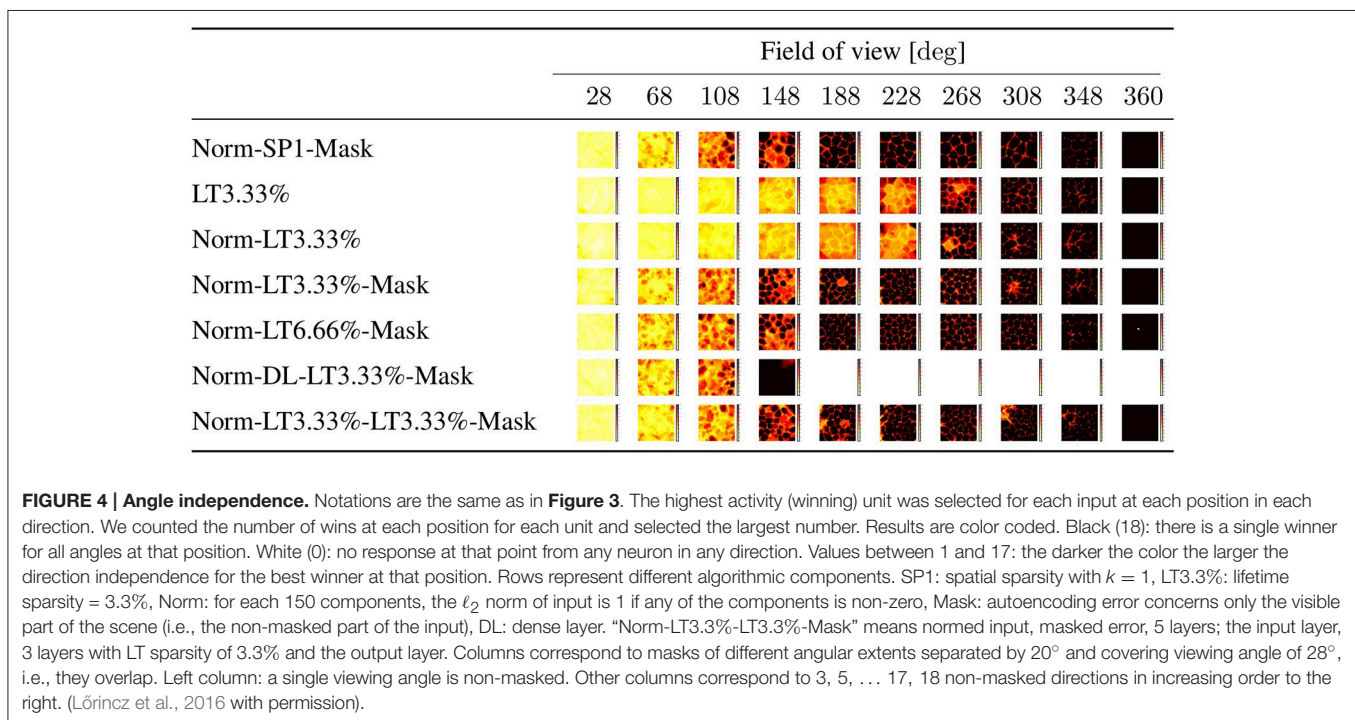 Field of view [deg]
28 68 108 148 188 228 268 308 348 360
Norm-SP1-Mask
LT3.33%
Norm-LT3.33%
Norm-LT3.33%-Mask
Norm-LT6.66%-Mask
Norm-DL-LT3.33%-Mask
Norm-LT3.33%-LT3.33%-Mask
FIGURE 4 | Angle independence. Notations are the same as in Figure 3. The highest activity (winning) unit was selected for each input at each position in each
direction. We counted the number of wins at each position for each unit and selected the largest number. Results are color coded. Black (18): there is a single winner
for all angles at that position. White (0): no response at that point from any neuron in any direction. Values between 1 and 17: the darker the color the larger the
direction independence for the best winner at that position. Rows represent different algorithmic components. SP1: spatial sparsity with k = 1, LT3.3%: lifetime
sparsity = 3.3%, Norm: for each 150 components, the ℓ2 norm of input is 1 if any of the components is non-zero, Mask: autoencoding error concerns only the visible
part of the scene (i.e., the non-masked part of the input), DL: dense layer. “Norm-LT3.3%-LT3.3%-Mask” means normed input, masked error, 5 layers; the input layer,
3 layers with LT sparsity of 3.3% and the output layer. Columns correspond to masks of different angular extents separated by 20° and covering viewing angle of 28°,
i.e., they overlap. Left column: a single viewing angle is non-masked. Other columns correspond to 3, 5, … 17, 18 non-masked directions in increasing order to the
right. (Lőrincz et al., 2016 with permission).